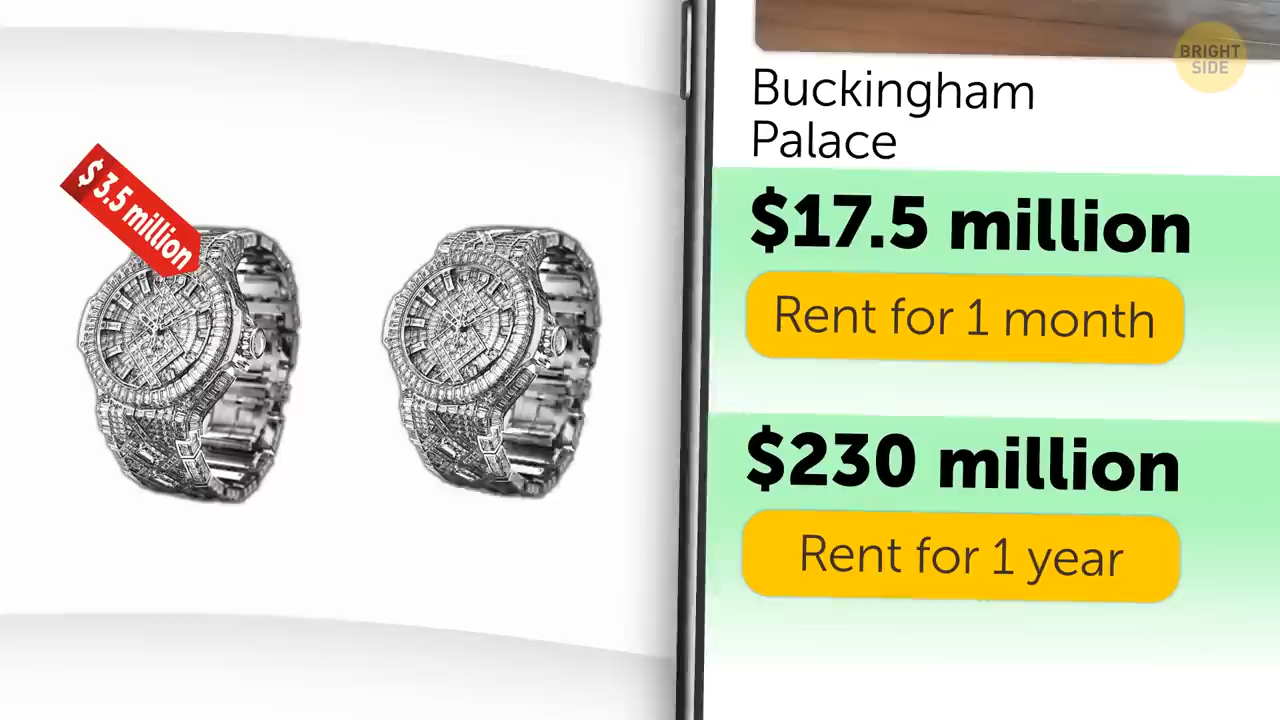 $ 3.5 million
Buckingham
Palace
$17.5 million
Rent for 1 month
$230 million
Rent for 1 year
BRIGHT
SIDE